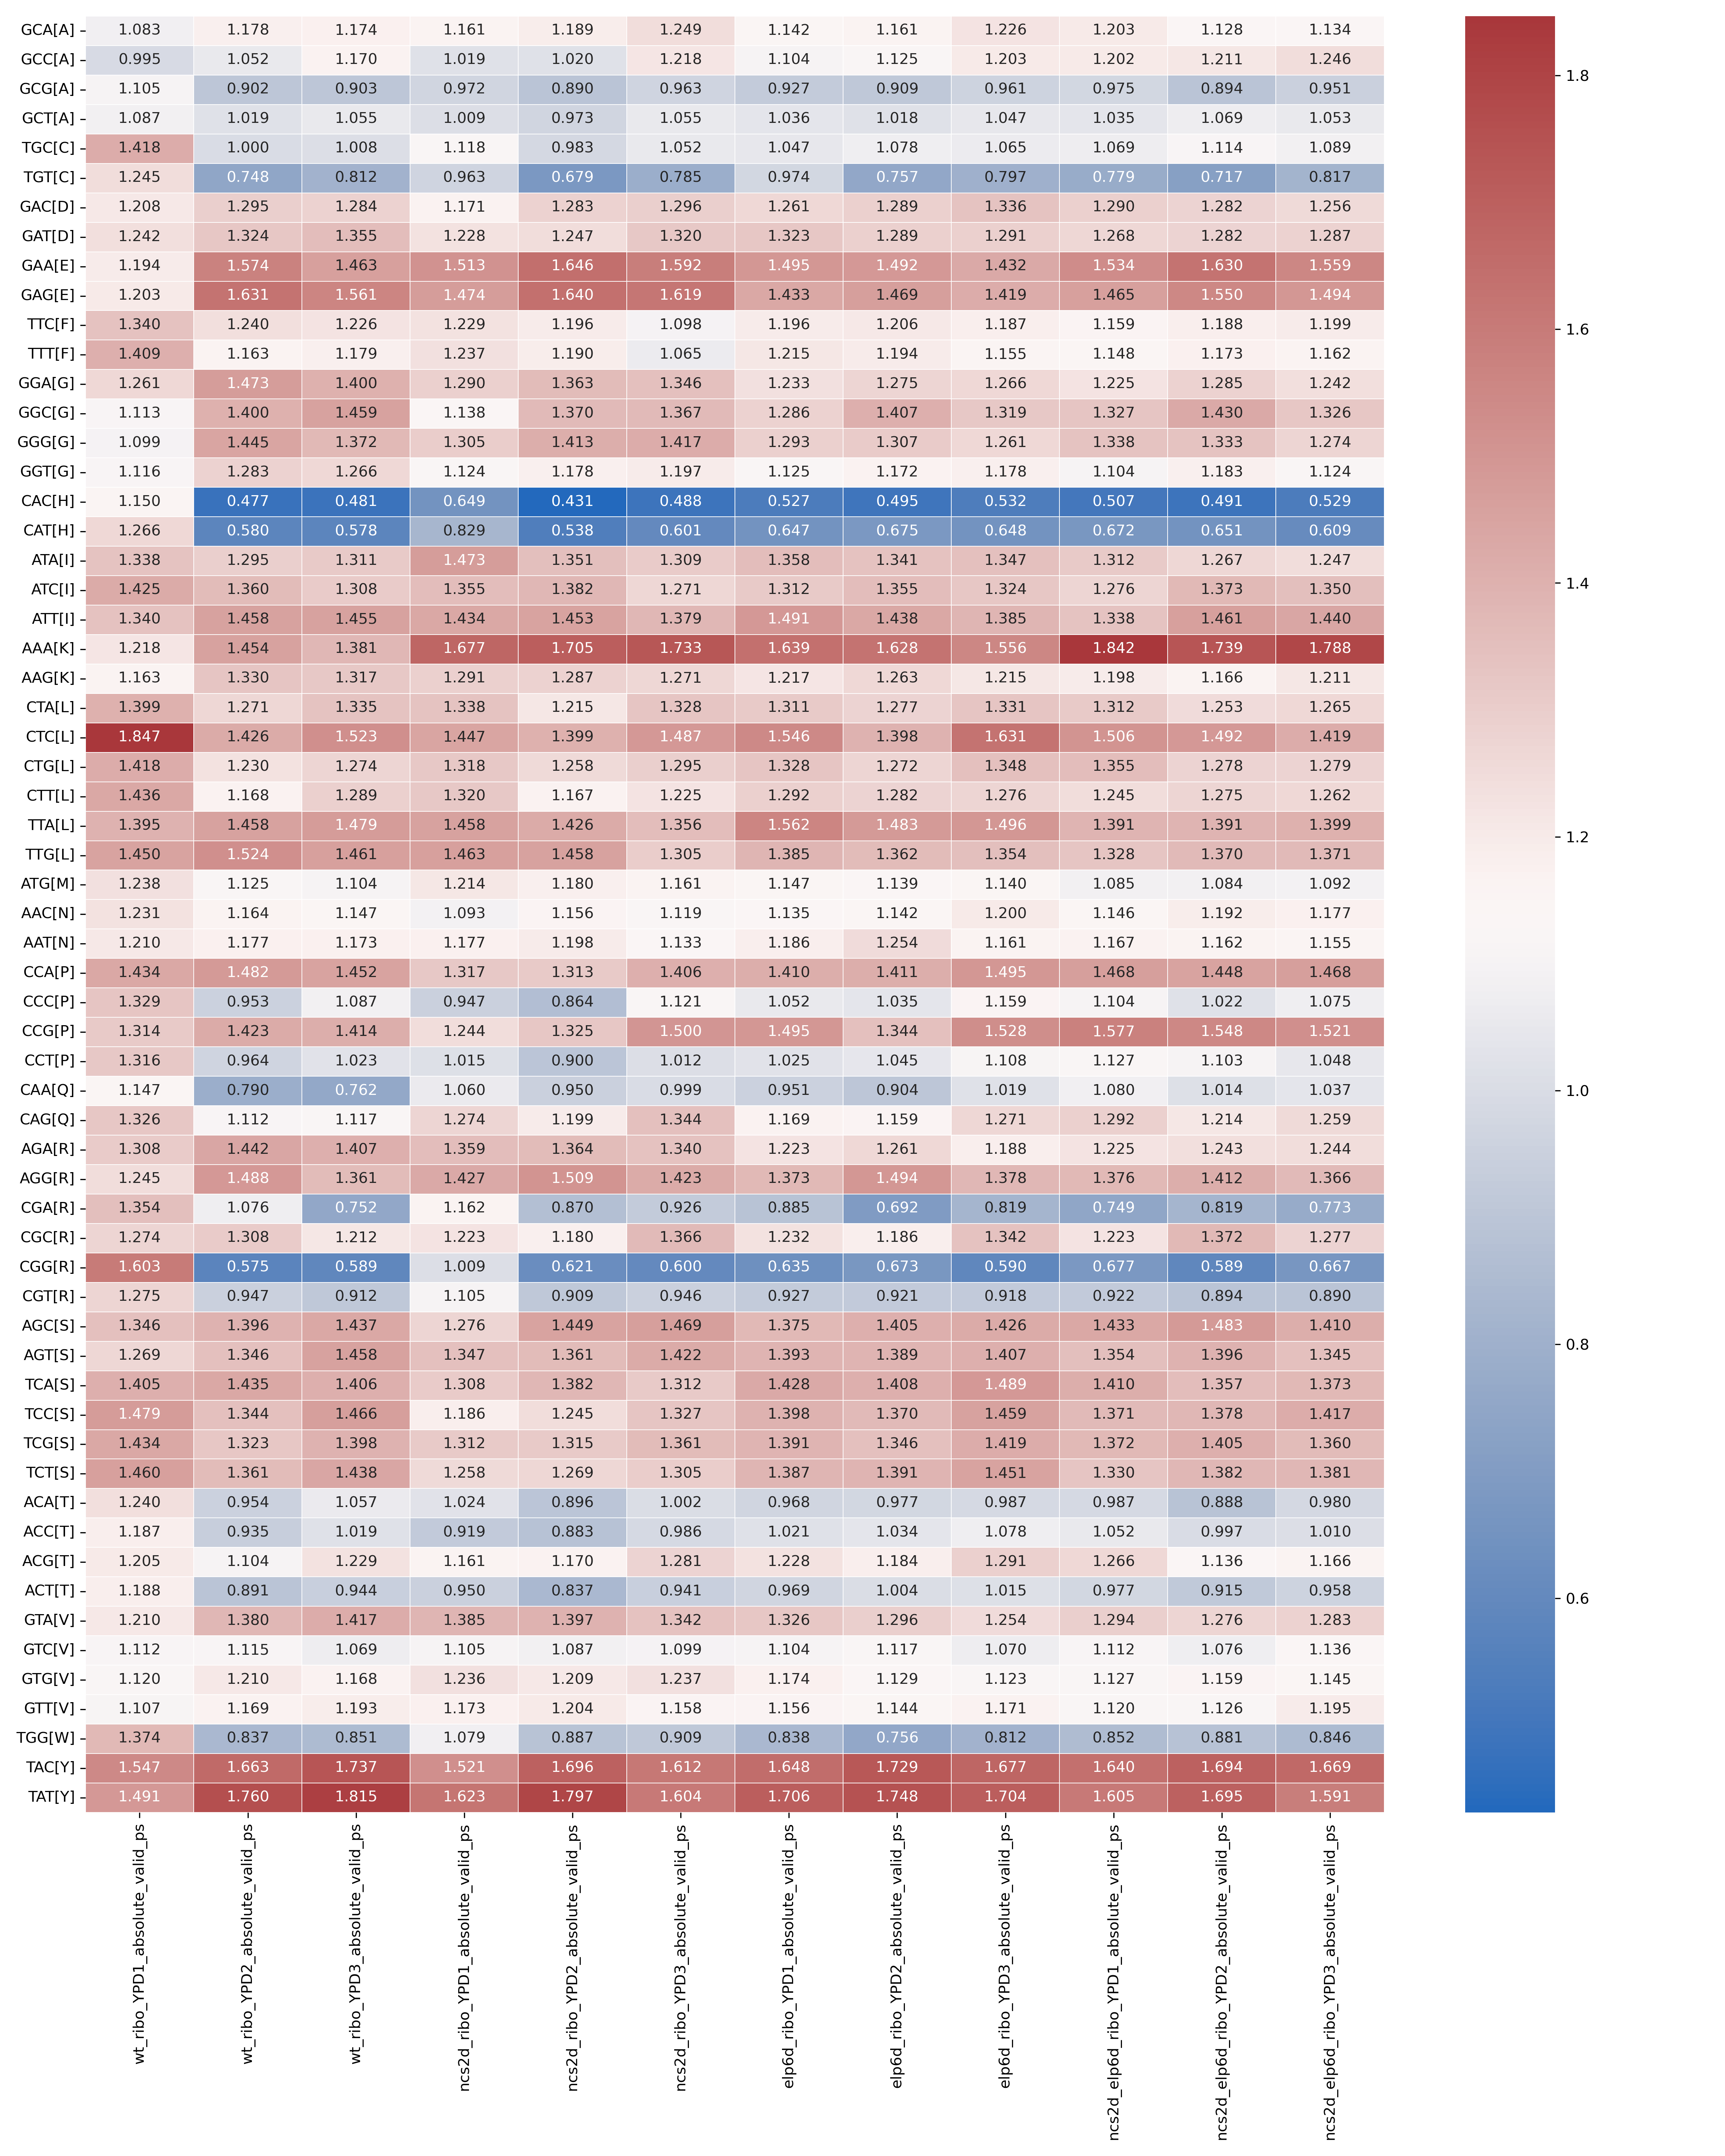 GCA[A] 1.083 1.178 1.174 1.161 1.189 1.249 1.142 1.161 1.226 1.203 1.128 1.134
GCC[A] 0.995 1.052 1.170 1.019 1.020 1.218 1.104 1.125 1.203 1.202 1.211 1.246
GCG[A] 1.105 0.902 0.903 0.972 0.890 0.963 0.927 0.909 0.961 0.975 0.894 0.951
GCT[A] 1.087 1.019 1.055 1.009 0.973 1.055 1.036 1.018 1.047 1.035 1.069 1.053
TGC[C] 1.418 1.000 1.008 1.118 0.983 1.052 1.047 1.078 1.065 1.069 1.114 1.089
TGT[C] 1.245 0.748 0.812 0.963 0.679 0.785 0.974 0.757 0.797 0.779 0.717 0.817
GAC[D] 1.208 1.295 1.284 1.171 1.283 1.296 1.261 1.289 1.336 1.290 1.282 1.256
GAT[D] 1.242 1.324 1.355 1.228 1.247 1.320 1.323 1.289 1.291 1.268 1.282 1.287
GAA[E] 1.194 1.574 1.463 1.513 1.646 1.592 1.495 1.492 1.432 1.534 1.630 1.559
GAG[E] 1.203 1.631 1.561 1.474 1.640 1.619 1.433 1.469 1.419 1.465 1.550 1.494
TTC[F] 1.340 1.240 1.226 1.229 1.196 1.098 1.196 1.206 1.187 1.159 1.188 1.199
TTT[F] 1.409 1.163 1.179 1.237 1.190 1.065 1.215 1.194 1.155 1.148 1.173 1.162
GGA[G] 1.261 1.473 1.400 1.290 1.363 1.346 1.233 1.275 1.266 1.225 1.285 1.242
GGC[G] 1.113 1.400 1.459 1.138 1.370 1.367 1.286 1.407 1.319 1.327 1.430 1.326
GGG[G] 1.099 1.445 1.372 1.305 1.413 1.417 1.293 1.307 1.261 1.338 1.333 1.274
GGT[G] 1.116 1.283 1.266 1.124 1.178 1.197 1.125 1.172 1.178 1.104 1.183 1.124
CAC[H] 1.150 0.477 0.481 0.649 0.431 0.488 0.527 0.495 0.532 0.507 0.491 0.529
CAT[H] 1.266 0.580 0.578 0.829 0.538 0.601 0.647 0.675 0.648 0.672 0.651 0.609
ATA[I] 1.338 1.295 1.311 1.473 1.351 1.309 1.358 1.341 1.347 1.312 1.267 1.247
ATC[I] 1.425 1.360 1.308 1.355 1.382 1.271 1.312 1.355 1.324 1.276 1.373 1.350
ATT[I] 1.340 1.458 1.455 1.434 1.453 1.379 1.491 1.438 1.385 1.338 1.461 1.440
AAA[K] 1.218 1.454 1.381 1.677 1.705 1.733 1.639 1.628 1.556 1.842 1.739 1.788
AAG[K] 1.163 1.330 1.317 1.291 1.287 1.271 1.217 1.263 1.215 1.198 1.166 1.211
CTA[L] 1.399 1.271 1.335 1.338 1.215 1.328 1.311 1.277 1.331 1.312 1.253 1.265
CTC[L] 1.847 1.426 1.523 1.447 1.399 1.487 1.546 1.398 1.631 1.506 1.492 1.419
CTG[L] 1.418 1.230 1.274 1.318 1.258 1.295 1.328 1.272 1.348 1.355 1.278 1.279
CTT[L] 1.436 1.168 1.289 1.320 1.167 1.225 1.292 1.282 1.276 1.245 1.275 1.262
TTA[L] 1.395 1.458 1.479 1.458 1.426 1.356 1.562 1.483 1.496 1.391 1.391 1.399
TTG[L] 1.450 1.524 1.461 1.463 1.458 1.305 1.385 1.362 1.354 1.328 1.370 1.371
ATG[M] 1.238 1.125 1.104 1.214 1.180 1.161 1.147 1.139 1.140 1.085 1.084 1.092
AAC[N] 1.231 1.164 1.147 1.093 1.156 1.119 1.135 1.142 1.200 1.146 1.192 1.177
AAT[N] 1.210 1.177 1.173 1.177 1.198 1.133 1.186 1.254 1.161 1.167 1.162 1.155
CCA[P] 1.434 1.482 1.452 1.317 1.313 1.406 1.410 1.411 1.495 1.468 1.448 1.468
CCC[P] 1.329 0.953 1.087 0.947 0.864 1.121 1.052 1.035 1.159 1.104 1.022 1.075
CCG[P] 1.314 1.423 1.414 1.244 1.325 1.500 1.495 1.344 1.528 1.577 1.548 1.521
CCT[P] 1.316 0.964 1.023 1.015 0.900 1.012 1.025 1.045 1.108 1.127 1.103 1.048
CAA[Q] 1.147 0.790 0.762 1.060 0.950 0.999 0.951 0.904 1.019 1.080 1.014 1.037
CAG[Q] 1.326 1.112 1.117 1.274 1.199 1.344 1.169 1.159 1.271 1.292 1.214 1.259
AGA[R] 1.308 1.442 1.407 1.359 1.364 1.340 1.223 1.261 1.188 1.225 1.243 1.244
AGG[R] 1.245 1.488 1.361 1.427 1.509 1.423 1.373 1.494 1.378 1.376 1.412 1.366
CGA[R] 1.354 1.076 0.752 1.162 0.870 0.926 0.885 0.692 0.819 0.749 0.819 0.773
CGC[R] 1.274 1.308 1.212 1.223 1.180 1.366 1.232 1.186 1.342 1.223 1.372 1.277
CGG[R] 1.603 0.575 0.589 1.009 0.621 0.600 0.635 0.673 0.590 0.677 0.589 0.667
CGT[R] 1.275 0.947 0.912 1.105 0.909 0.946 0.927 0.921 0.918 0.922 0.894 0.890
AGC[S] 1.346 1.396 1.437 1.276 1.449 1.469 1.375 1.405 1.426 1.433 1.483 1.410
AGT[S] 1.269 1.346 1.458 1.347 1.361 1.422 1.393 1.389 1.407 1.354 1.396 1.345
TCA[S] 1.405 1.435 1.406 1.308 1.382 1.312 1.428 1.408 1.489 1.410 1.357 1.373
TCC[S] 1.479 1.344 1.466 1.186 1.245 1.327 1.398 1.370 1.459 1.371 1.378 1.417
TCG[S] 1.434 1.323 1.398 1.312 1.315 1.361 1.391 1.346 1.419 1.372 1.405 1.360
TCT[S] 1.460 1.361 1.438 1.258 1.269 1.305 1.387 1.391 1.451 1.330 1.382 1.381
ACA[T] 1.240 0.954 1.057 1.024 0.896 1.002 0.968 0.977 0.987 0.987 0.888 0.980
ACC[T] 1.187 0.935 1.019 0.919 0.883 0.986 1.021 1.034 1.078 1.052 0.997 1.010
ACG[T] 1.205 1.104 1.229 1.161 1.170 1.281 1.228 1.184 1.291 1.266 1.136 1.166
ACT[T] 1.188 0.891 0.944 0.950 0.837 0.941 0.969 1.004 1.015 0.977 0.915 0.958
GTA[V] 1.210 1.380 1.417 1.385 1.397 1.342 1.326 1.296 1.254 1.294 1.276 1.283
GTC[V] 1.112 1.115 1.069 1.105 1.087 1.099 1.104 1.117 1.070 1.112 1.076 1.136
GTG[V] 1.120 1.210 1.168 1.236 1.209 1.237 1.174 1.129 1.123 1.127 1.159 1.145
GTT[V] 1.107 1.169 1.193 1.173 1.204 1.158 1.156 1.144 1.171 1.120 1.126 1.195
TGG[W] 1.374 0.837 0.851 1.079 0.887 0.909 0.838 0.756 0.812 0.852 0.881 0.846
TAC[Y] 1.547 1.663 1.737 1.521 1.696 1.612 1.648 1.729 1.677 1.640 1.694 1.669
TAT[Y] 1.491 1.760 1.815 1.623 1.797 1.604 1.706 1.748 1.704 1.605 1.695 1.591
wt_ribo_YPD1_absolute_valid_ps
wt_ribo_YPD2_absolute_valid_ps
wt_ribo_YPD3_absolute_valid_ps
ncs2d_ribo_YPD1_absolute_valid_ps
ncs2d_ribo_YPD2_absolute_valid_ps
ncs2d_ribo_YPD3_absolute_valid_ps
elp6d_ribo_YPD1_absolute_valid_ps
elp6d_ribo_YPD2_absolute_valid_ps
elp6d_ribo_YPD3_absolute_valid_ps
ncs2d_elp6d_ribo_YPD1_absolute_valid_ps
ncs2d_elp6d_ribo_YPD2_absolute_valid_ps
ncs2d_elp6d_ribo_YPD3_absolute_valid_ps
1.8
1.6
1.4
1.2
1.0
0.8
0.6